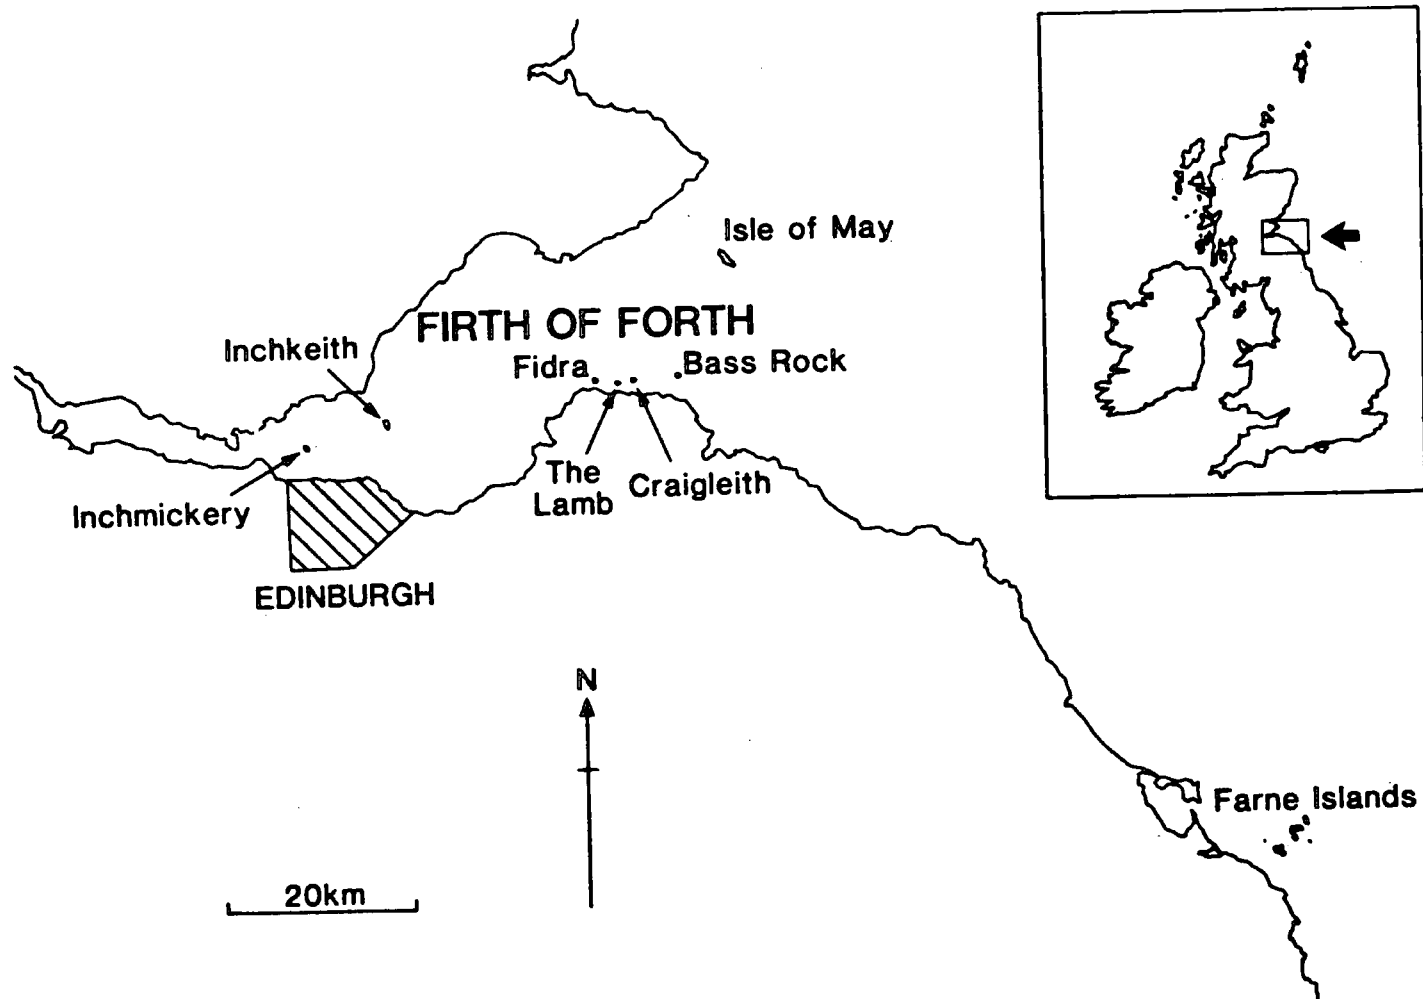 Isle of May
FIRTH OF FORTH
Inchkeith
Fidra
Bass Rock
The
Lamb
Craigleith
Inchmickery
EDINBURGH
N
Farne Islands
20km